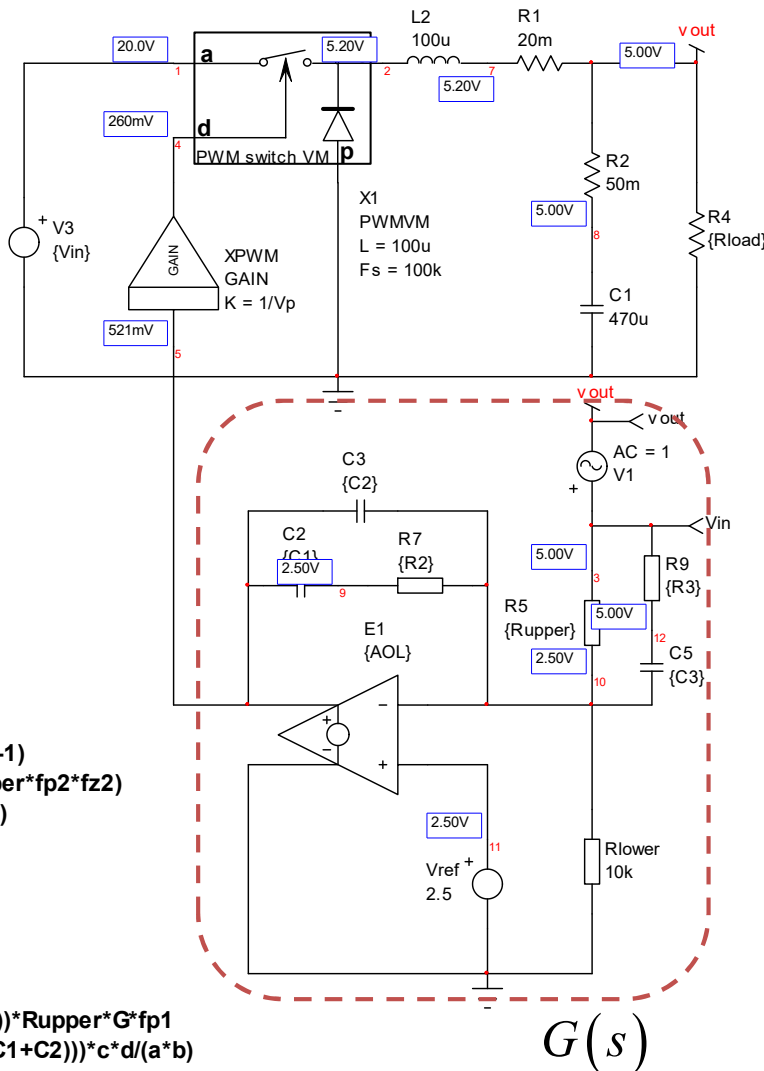 L2
100u
R1
20m
v out
20.0V
a
5.20V
5.00V
1
2
7
5.20V
260mV
d
4
PWM switch VM
p
R2
50m
5.00V
8
V3
{Vin}
+
GAIN
XPWM
GAIN
K = 1/Vp
X1
PWMVM
L = 100u
Fs = 100k
R4
{Rload}
C1
470u
521mV
5
v out
v out
AC = 1
V1
+
C3
{C2}
Vin
C2
{C1}
2.50V
9
R7
{R2}
5.00V
3
R9
{R3}
R5
{Rupper}
5.00V
12
E1
{AOL}
2.50V
10
C5
{C3}
-1)
per*fp2*fz2)
)
2.50V
11
Vref
2.5
+
Rlower
10k
))*Rupper*G*fp1
C1+C2)))*c*d/(a*b)
G(s)